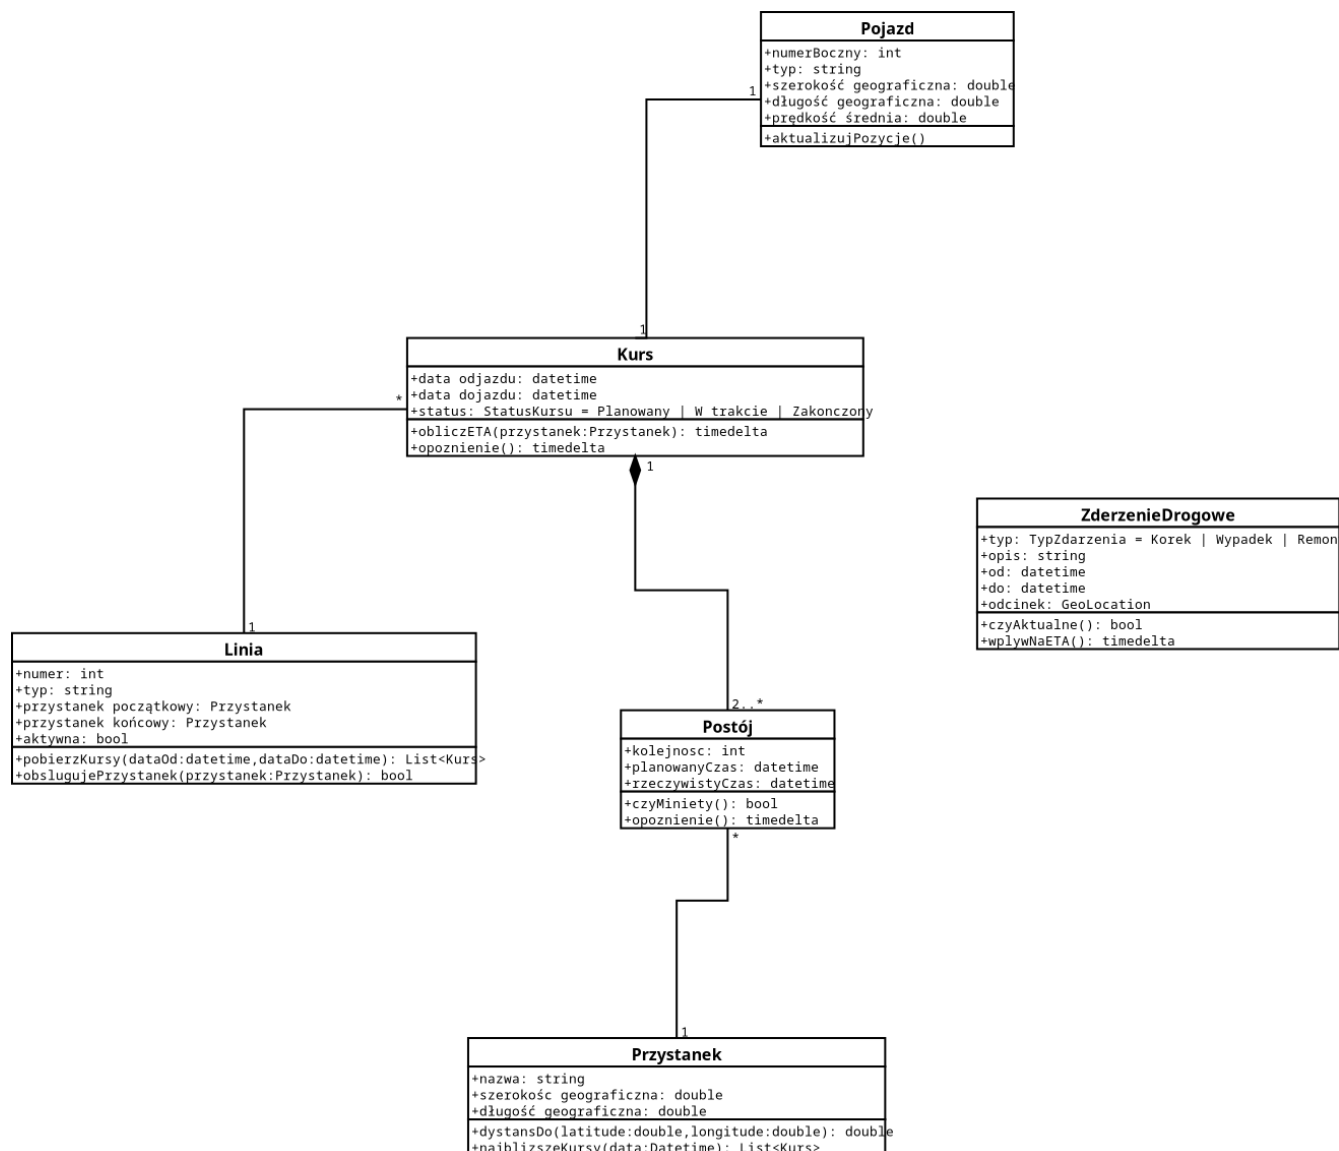 Pojazd
+numerBoczny: int
+typ: string
+szerokość geograficzna: double
+długość geograficzna: double
+prędkość średnia: double
+aktualizujPozycje()
1
1
Kurs
+data odjazdu: datetime
+data dojazdu: datetime
+status: StatusKursu = Planowany | W trakcie | Zakonczony
+obliczETA(przystanek:Przystanek): timedelta
+opoznienie(): timedelta
*
1
ZderzenieDrogowe
+typ: TypZdarzenia = Korek | Wypadek | Remon
+opis: string
+od: datetime
+do: datetime
+odcinek: GeoLocation
+czyAktualne(): bool
+wplywNaETA(): timedelta
1
Linia
+numer: int
+typ: string
+przystanek początkowy: Przystanek
+przystanek końcowy: Przystanek
+aktywna: bool
+pobierzKursy(dataOd:datetime,dataDo:datetime): List<Kurs>
+obslugujePrzystanek(przystanek:Przystanek): bool
2..*
Postój
+kolejnosc: int
+planowanyCzas: datetime
+rzeczywistyCzas: datetime
+czyMiniety(): bool
+opoznienie(): timedelta
*
1
Przystanek
+nazwa: string
+szerokośc geograficzna: double
+długość geograficzna: double
+dystansDo(latitude:double,longitude:double): double
+najblizszeKursy(data:Datetime): List<Kurs>